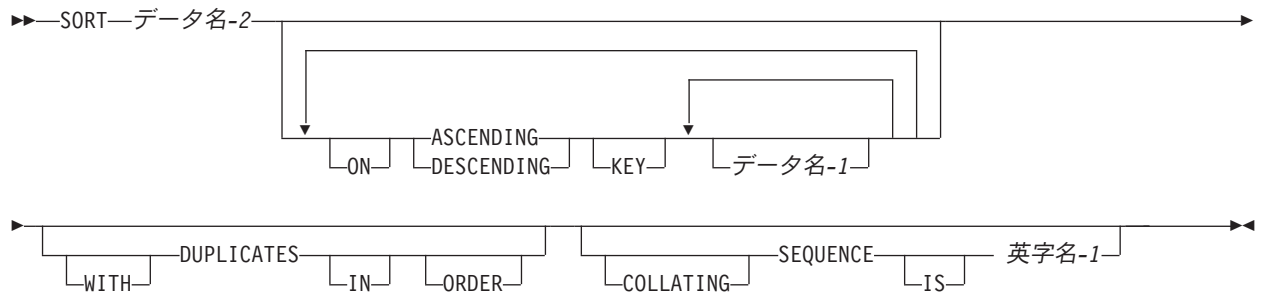 SORT データ名-2
ASCENDING
ON DESCENDING KEY データ名-1
DUPLICATES SEQUENCE 英字名-1
WITH IN ORDER COLLATING IS